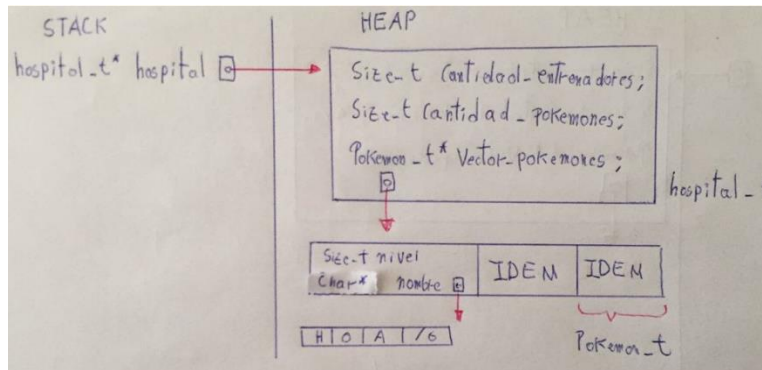 STACK
HEAP
hospital_t* hospital
Size_t Cantidad_entrenadores;
Size_t Cantidad_pokemones;
Pokemon_t* Vector_pokemones;
hospital_
Size_t nivel
IDEM
IDEM
Char* nombre
H O A \0
Pokemon_t